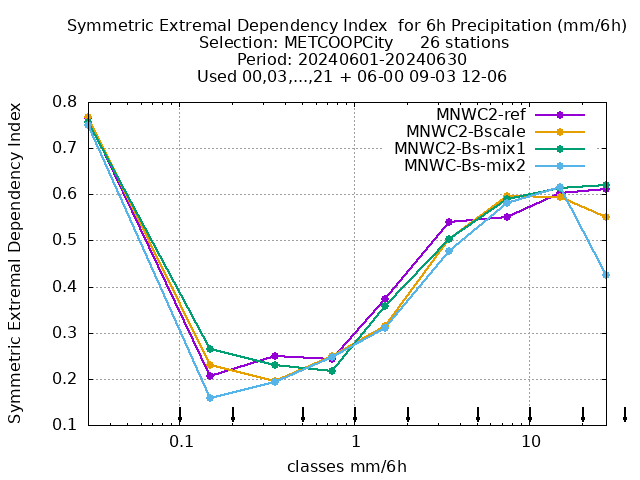 Symmetric Extremal Dependency Index  for 6h Precipitation (mm/6h)
Selection: METCOOPCity     26 stations
Period: 20240601-20240630
Used 00,03,...,21 + 06-00 09-03 12-06
Symmetric Extremal Dependency Index
0.8
0.7
0.6
0.5
0.4
0.3
0.2
0.1
MNWC2-ref
MNWC2-Bscale
MNWC2-Bs-mix1
MNWC-Bs-mix2
0.1 1 10
classes mm/6h